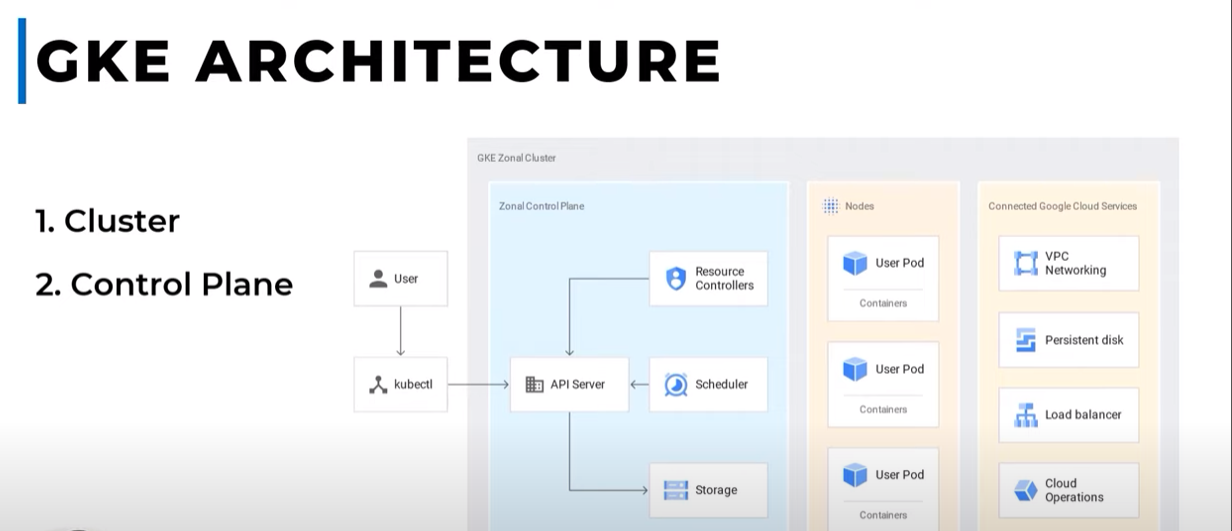 GKE ARCHITECTURE
1. Cluster
2. Control Plane
User
kubectl
GKE Zonal Cluster
Zonal Control Plane
Resource
Controllers
API Server
Scheduler
Storage
Nodes
User Pod
Containers
User Pod
Containers
User Pod
Containers
Connected Google Cloud Services
VPC
Networking
Persistent disk
Load balancer
Cloud
Operations